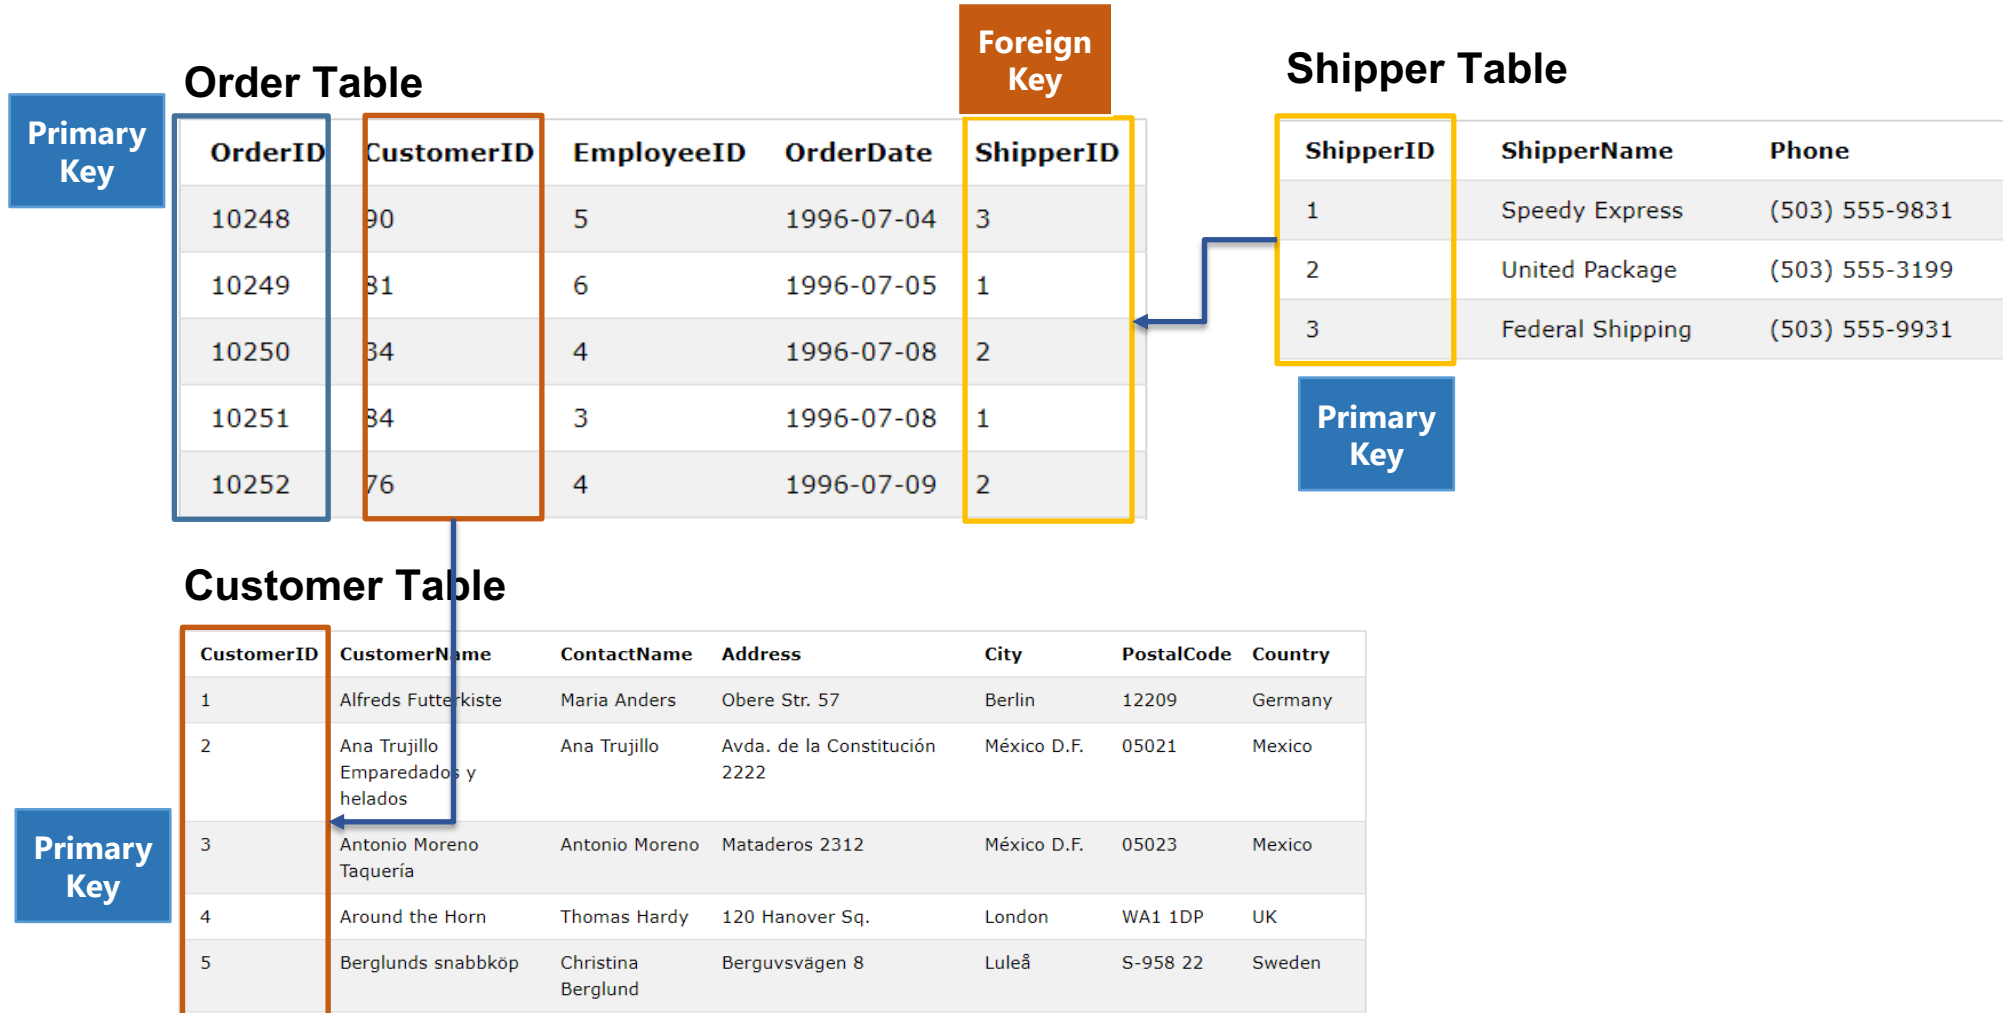 Foreign
Key
Order Table
Shipper Table
Primary
Key
OrderID CustomerID EmployeeID OrderDate ShipperID
10248 90 5 1996-07-04 3
10249 81 6 1996-07-05 1
10250 34 4 1996-07-08 2
10251 84 3 1996-07-08 1
10252 76 4 1996-07-09 2
ShipperID ShipperName Phone
1 Speedy Express (503) 555-9831
2 United Package (503) 555-3199
3 Federal Shipping (503) 555-9931
Primary
Key
Customer Table
Primary
Key
CustomerID CustomerName ContactName Address City PostalCode Country
1 Alfreds Futterkiste Maria Anders Obere Str. 57 Berlin 12209 Germany
2 Ana Trujillo Ana Trujillo Avda. de la Constitución México D.F. 05021 Mexico
Emparedados y 2222
helados
3 Antonio Moreno Antonio Moreno Mataderos 2312 México D.F. 05023 Mexico
Taquería
4 Around the Horn Thomas Hardy 120 Hanover Sq. London WA1 1DP UK
5 Berglunds snabbköp Christina Berguvsvägen 8 Luleå S-958 22 Sweden
Berglund